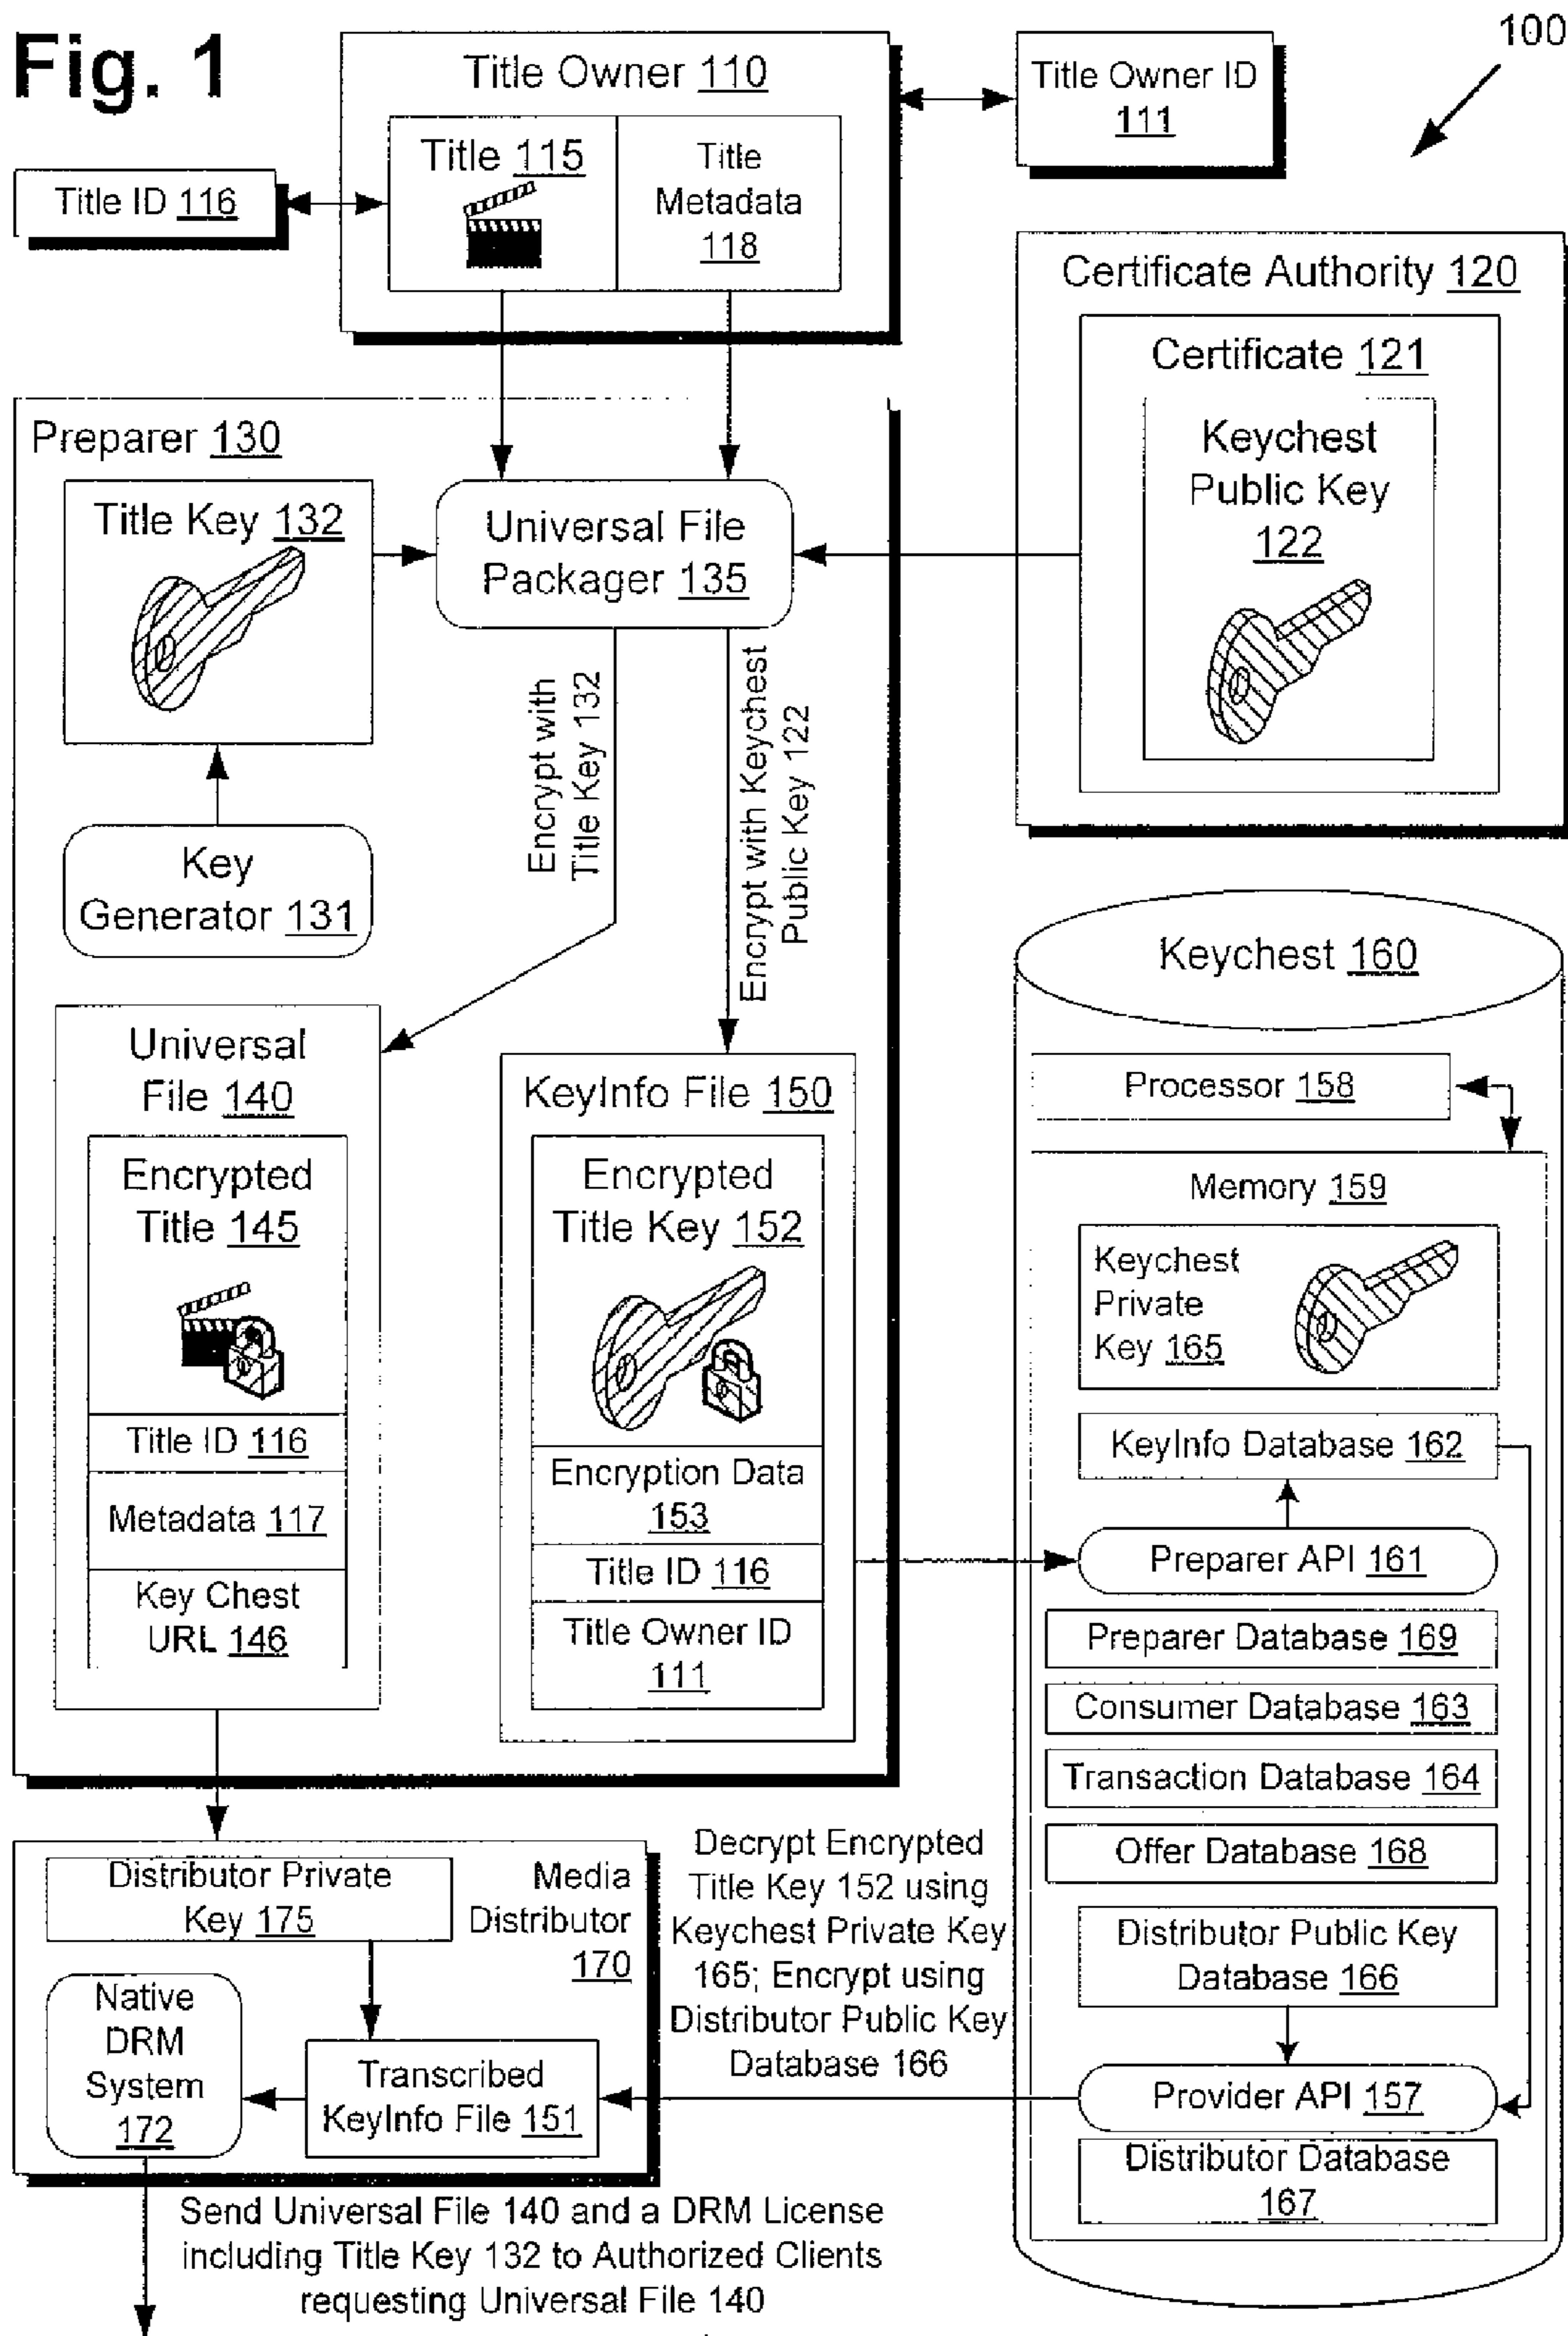 Fig. 1
100
Title Owner 110
Title Owner ID
111
Title 115
Title
Metadata
118
Title ID 116
Certificate Authority 120
Certificate 121
Keychest
Public Key
122
Preparer 130
Title Key 132
Universal File
Packager 135
Encrypt with
Title Key 132
Encrypt with Keychest
Public Key 122
Key
Generator 131
Keychest 160
Universal
File 140
KeyInfo File 150
Processor 158
Encrypted
Title 145
Encrypted
Title Key 152
Memory 159
Keychest
Private
Key 165
Title ID 116
KeyInfo Database 162
Metadata 117
Encryption Data
153
Key Chest
URL 146
Title ID 116
Preparer API 161
Title Owner ID
111
Preparer Database 169
Consumer Database 163
Transaction Database 164
Offer Database 168
Distributor Private
Key 175
Media
Distributor
170
Decrypt Encrypted
Title Key 152 using
Keychest Private Key
165; Encrypt using
Distributor Public Key
Database 166
Distributor Public Key
Database 166
Native
DRM
System
172
Transcribed
KeyInfo File 151
Provider API 157
Distributor Database
167
Send Universal File 140 and a DRM License
including Title Key 132 to Authorized Clients
requesting Universal File 140